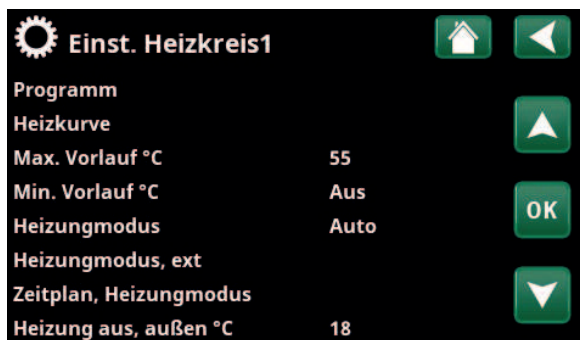 Einst. Heizkreis1
Programm
Heizkurve
Max. Vorlauf °C 55
Min. Vorlauf °C Aus
Heizungmodus Auto
OK
Heizungmodus, ext
Zeitplan, Heizungmodus
Heizung aus, außen °C 18